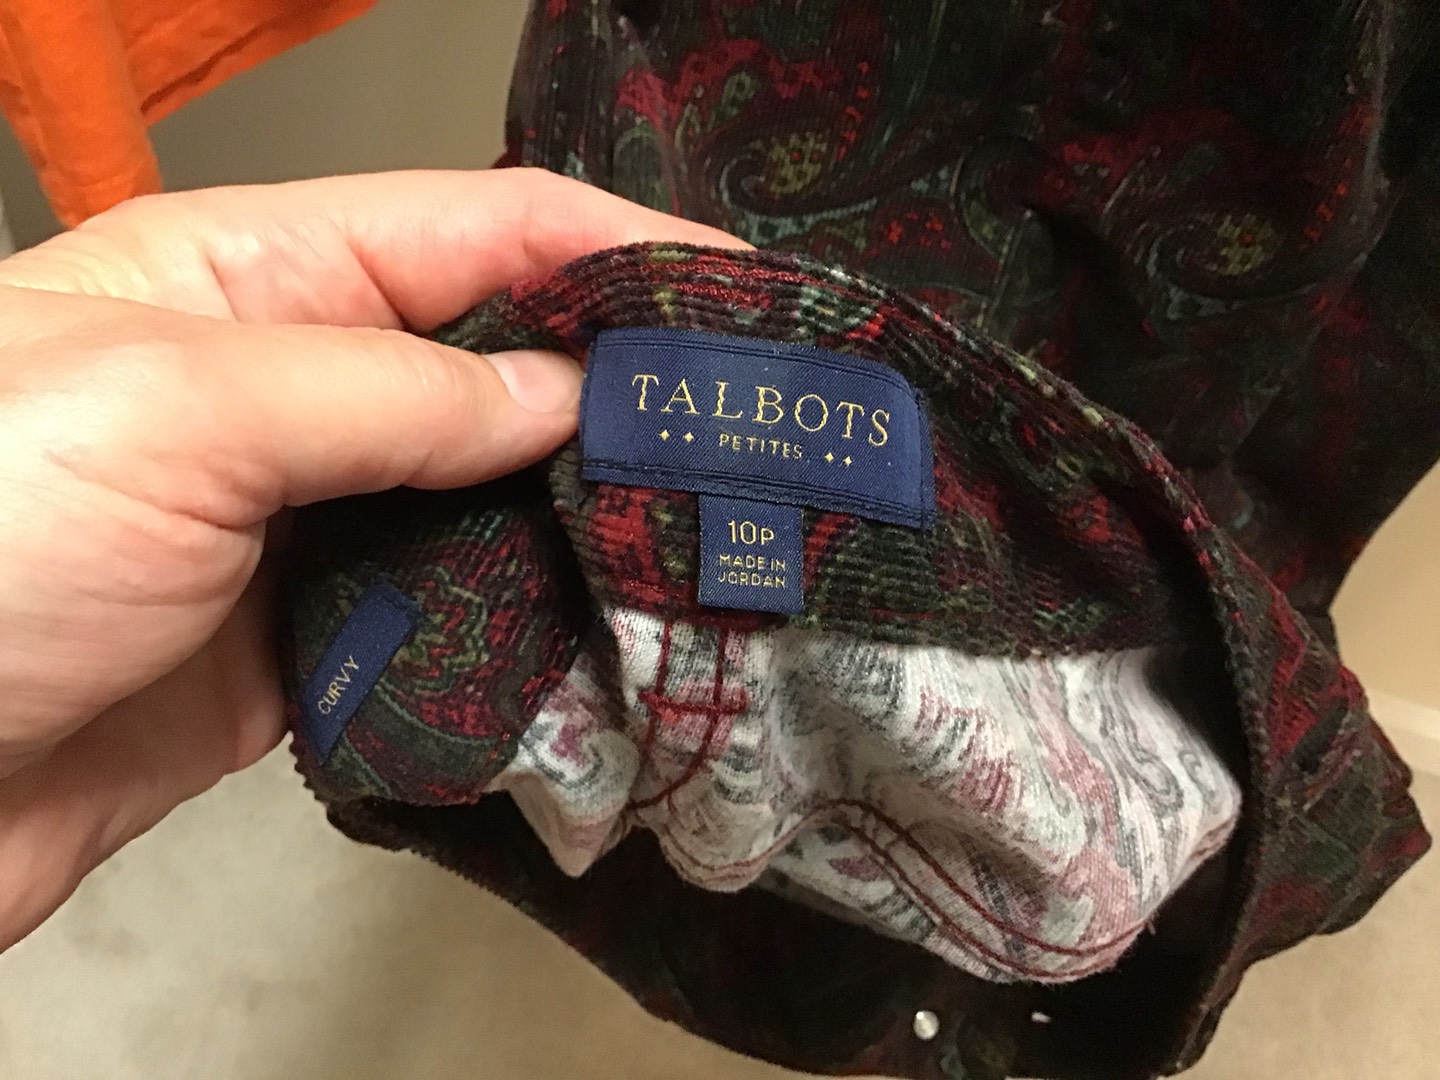 TALBOTS
PETITES
10P
MADE IN
JORDAN
CURVY